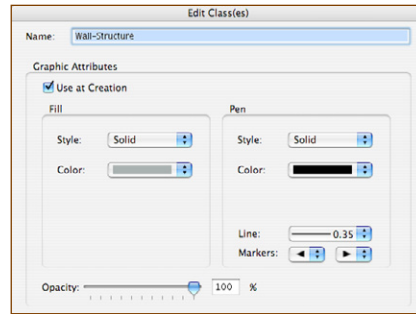 Edit Class(es)
Name: Wall-Structure
Graphic Attributes
Use at Creation
Fill
Style: Solid
Color:
Pen
Style: Solid
Color:
Line: 0.35
Markers:
Opacity: 100 %